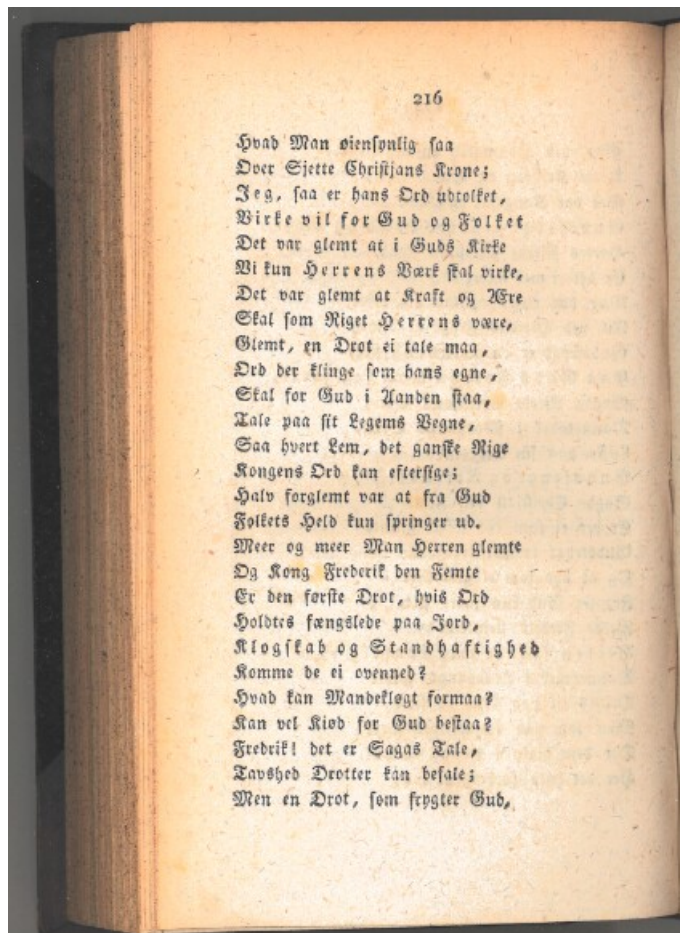 216
Hvad Man øiensynlig saa
Over Sjette Christjans Krone;
Jeg, saa er hans Ord udtolket,
Virke vil for Gud og Folket
Det var glemt at i Guds Kirke
Vi kun Herrens Værk skal virke,
Det var glemt at Kraft og Ære
Skal som Riget Herrens være,
Glemt, en Drot ei tale maa,
Ord der klinge som hans egne,
Skal for Gud i Aanden staa,
Tale paa sit Legems Vegne,
Saa hvert Lem, det ganske Rige
Kongens Ord kan eftersige;
Halv forglemt var at fra Gud
Folkets Held kun springer ud.
Meer og meer Man Herren glemte
Og Kong Frederik den Femte
Er den første Drot, hvis Ord
Holdtes fængslede paa Jord,
Klogskab og Standhaftighed
Komme de ei ovenned?
Hvad kan Mandekløgt formaa?
Kan vel Kiød for Gud bestaa?
Fredrik! det er Sagas Tale,
Tavshed Drotter kan befale;
Men en Drot, som frygter Gud,